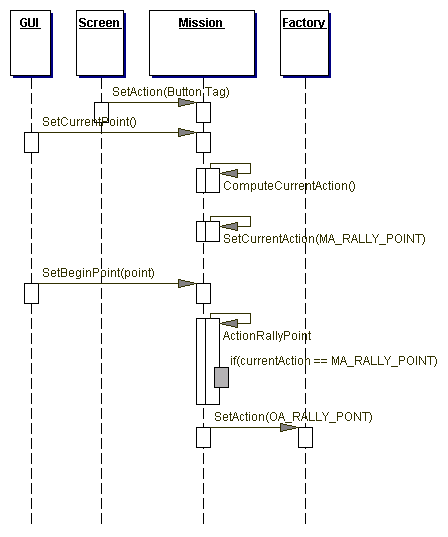 GUI
Screen
Mission
Factory
SetAction(Button Tag)
SetCurrentPoint()
ComputeCurrentAction()
SetCurrentAction(MA_RALLY_POINT)
SetBeginPoint(point)
ActionRallyPoint
if(currentAction == MA_RALLY_POINT)
SetAction(OA_RALLY_PONT)